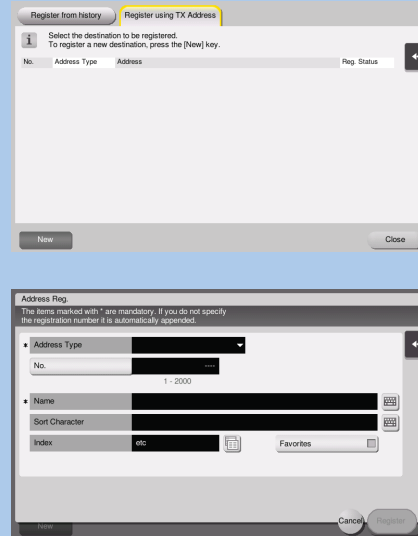 Register from history
Register using TX Address
Select the destination to be registered.
To register a new destination, press the [New] key.
No. Address Type Address Reg. Status
New Close
Address Reg.
The items marked with * are mandatory. If you do not specify
the registration number it is automatically appended.
* Address Type
No. ----
1 - 2000
* Name
Sort Character
Index etc Favorites
Cancel Register
New